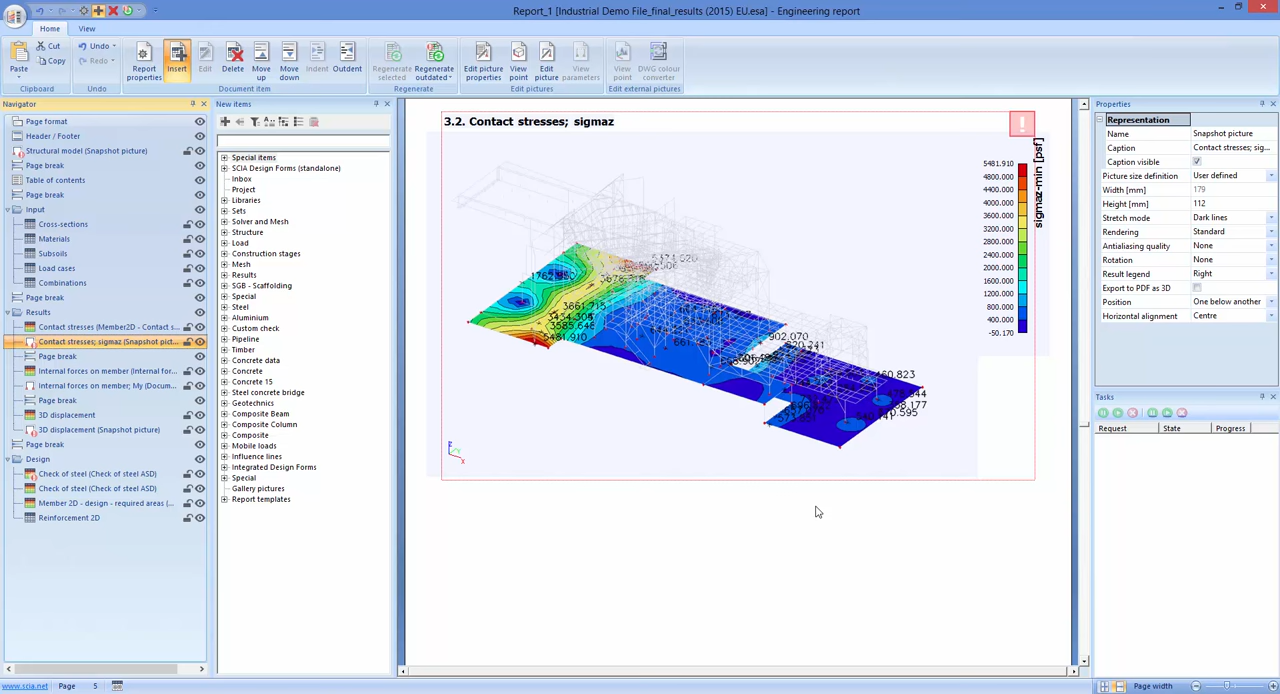 Report_1 [Industrial Demo File_final_results (2015) EU.esa] - Engineering report
Home
View
Paste
Cut
Copy
Clipboard
Undo
Redo
Undo
Report properties
Insert
Edit
Delete
Move up
Move down
Indent
Outdent
Document item
Regenerate selected
Regenerate outdated
Regenerate
Edit picture properties
View point
Edit picture
View parameters
Edit pictures
View point
DWG colour converter
Edit external pictures
Navigator
Page format
Header / Footer
Structural model (Snapshot picture)
Page break
Table of contents
Page break
Input
Cross-sections
Materials
Subsoils
Load cases
Combinations
Page break
Results
Contact stresses (Member2D - Contact s...
Contact stresses; sigmaz (Snapshot pict...
Page break
Internal forces on member (Internal for...
Internal forces on member; My (Docum...
Page break
3D displacement
3D displacement (Snapshot picture)
Page break
Design
Check of steel (Check of steel ASD)
Check of steel (Check of steel ASD)
Member 2D - design - required areas (...
Reinforcement 2D
New items
Special items
SCIA Design Forms (standalone)
Inbox
Project
Libraries
Sets
Solver and Mesh
Structure
Load
Construction stages
Mesh
Results
SGB - Scaffolding
Special
Steel
Aluminium
Custom check
Pipeline
Timber
Concrete data
Concrete
Concrete 15
Steel concrete bridge
Geotechnics
Composite Beam
Composite Column
Composite
Mobile loads
Influence lines
Integrated Design Forms
Special
Gallery pictures
Report templates
3.2. Contact stresses; sigmaz
5481.910
4800.000
4400.000
4000.000
3600.000
3200.000
2800.000
2400.000
2000.000
1600.000
1200.000
800.000
400.000
-50.170
sigmaz-min [psf]
1762.950
3661.715
3434.304
3585.646
5481.910
902.070
460.823
Z
X
Properties
Representation
Name Snapshot picture
Caption Contact stresses; sig...
Caption visible
Picture size definition User defined
Width [mm] 179
Height [mm] 112
Stretch mode Dark lines
Rendering Standard
Antialiasing quality None
Rotation None
Result legend Right
Export to PDF as 3D
Position One below another
Horizontal alignment Centre
Tasks
Request State Progress
www.scia.net Page 5
Page width